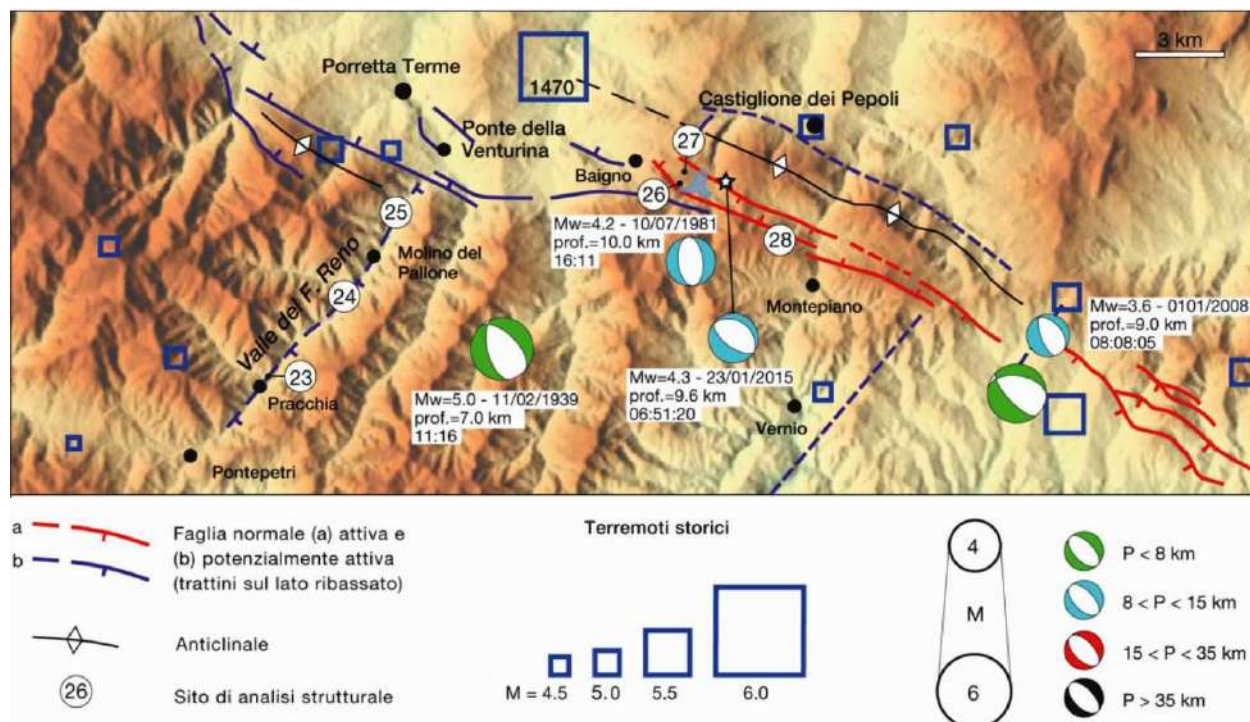 3 km
Porretta Terme
1470
Castiglione dei Pepoli
Ponte della
Venturina
27
Baigno
26
25
Mw=4.2 - 10/07/1981
prof.=10.0 km
16:11
28
Molino del
Pallone
Valle del F. Reno
24
Montepiano
Mw=3.6 - 0101/2008
prof.=9.0 km
08:08:05
23
Pracchia
Mw=5.0 - 11/02/1939
prof.=7.0 km
11:16
Mw=4.3 - 23/01/2015
prof.=9.6 km
06:51:20
Vernio
Pontepetri
a
b
Faglia normale (a) attiva e
(b) potenzialmente attiva
(trattini sul lato ribassato)
Anticlinale
26
Sito di analisi strutturale
Terremoti storici
M = 4.5 5.0 5.5 6.0
4
M
6
P < 8 km
8 < P < 15 km
15 < P < 35 km
P > 35 km